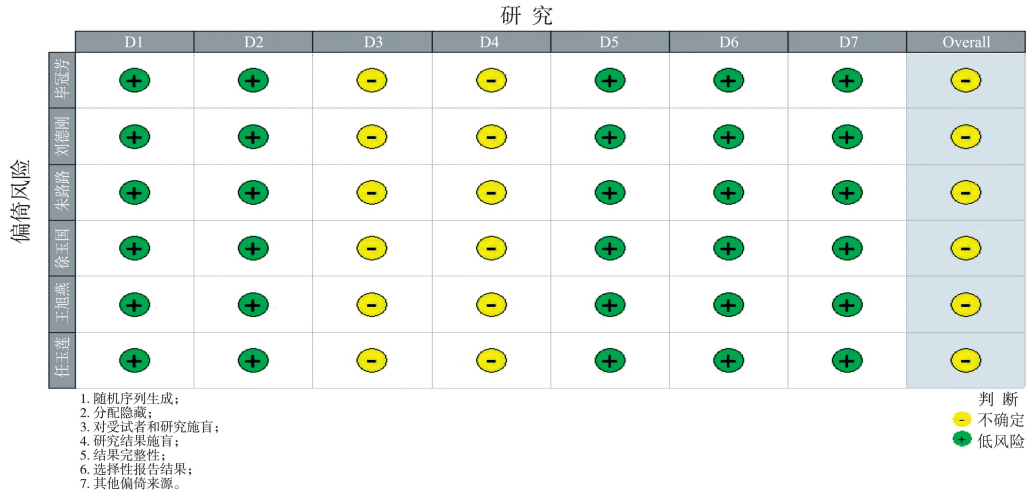 研 究
D1 D2 D3 D4 D5 D6 D7 Overall
偏倚风险
毕冠芳
刘德刚
朱路路
徐玉国
王旭燕
任玉莲
1. 随机序列生成；
2. 分配隐藏；
3. 对受试者和研究施盲；
4. 研究结果施盲；
5. 结果完整性；
6. 选择性报告结果；
7. 其他偏倚来源。
判 断
- 不确定
+ 低风险